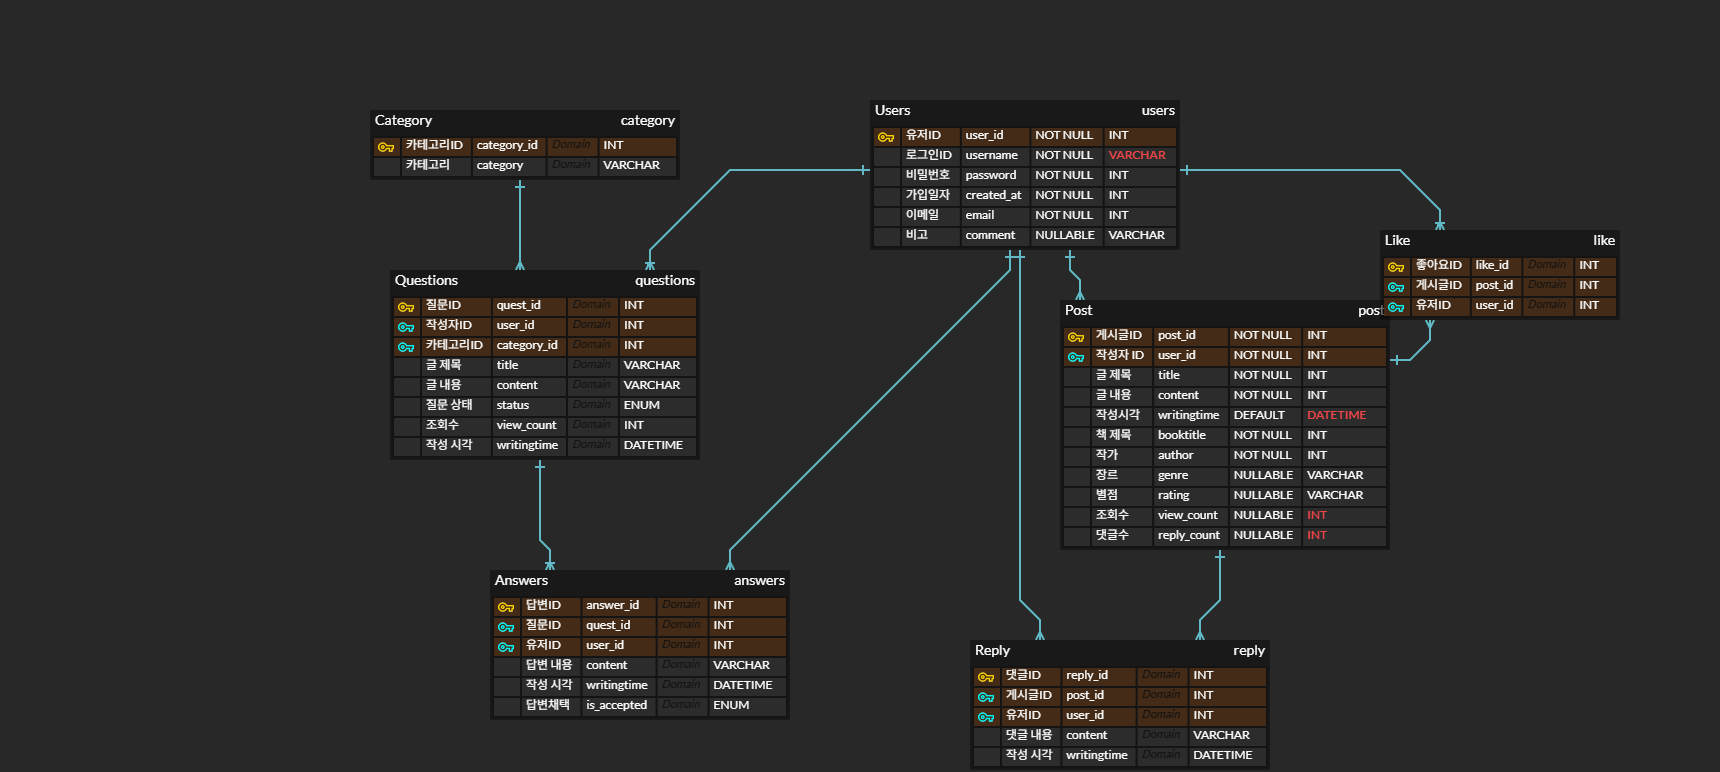 Category category
카테고리ID category_id Domain INT
카테고리 category Domain VARCHAR
Users users
유저ID user_id NOT NULL INT
로그인ID username NOT NULL VARCHAR
비밀번호 password NOT NULL INT
가입일자 created_at NOT NULL INT
이메일 email NOT NULL INT
비고 comment NULLABLE VARCHAR
Like like
좋아요ID like_id Domain INT
게시글ID post_id Domain INT
유저ID user_id Domain INT
Questions questions
질문ID quest_id Domain INT
작성자ID user_id Domain INT
카테고리ID category_id Domain INT
글 제목 title Domain VARCHAR
글 내용 content Domain VARCHAR
질문 상태 status Domain ENUM
조회수 view_count Domain INT
작성 시각 writingtime Domain DATETIME
Post post
게시글ID post_id NOT NULL INT
작성자 ID user_id NOT NULL INT
글 제목 title NOT NULL INT
글 내용 content NOT NULL INT
작성시각 writingtime DEFAULT DATETIME
책 제목 booktitle NOT NULL INT
작가 author NOT NULL INT
장르 genre NULLABLE VARCHAR
별점 rating NULLABLE VARCHAR
조회수 view_count NULLABLE INT
댓글수 reply_count NULLABLE INT
Answers answers
답변ID answer_id Domain INT
질문ID quest_id Domain INT
유저ID user_id Domain INT
답변 내용 content Domain VARCHAR
작성 시각 writingtime Domain DATETIME
답변채택 is_accepted Domain ENUM
Reply reply
댓글ID reply_id Domain INT
게시글ID post_id Domain INT
유저ID user_id Domain INT
댓글 내용 content Domain VARCHAR
작성 시각 writingtime Domain DATETIME